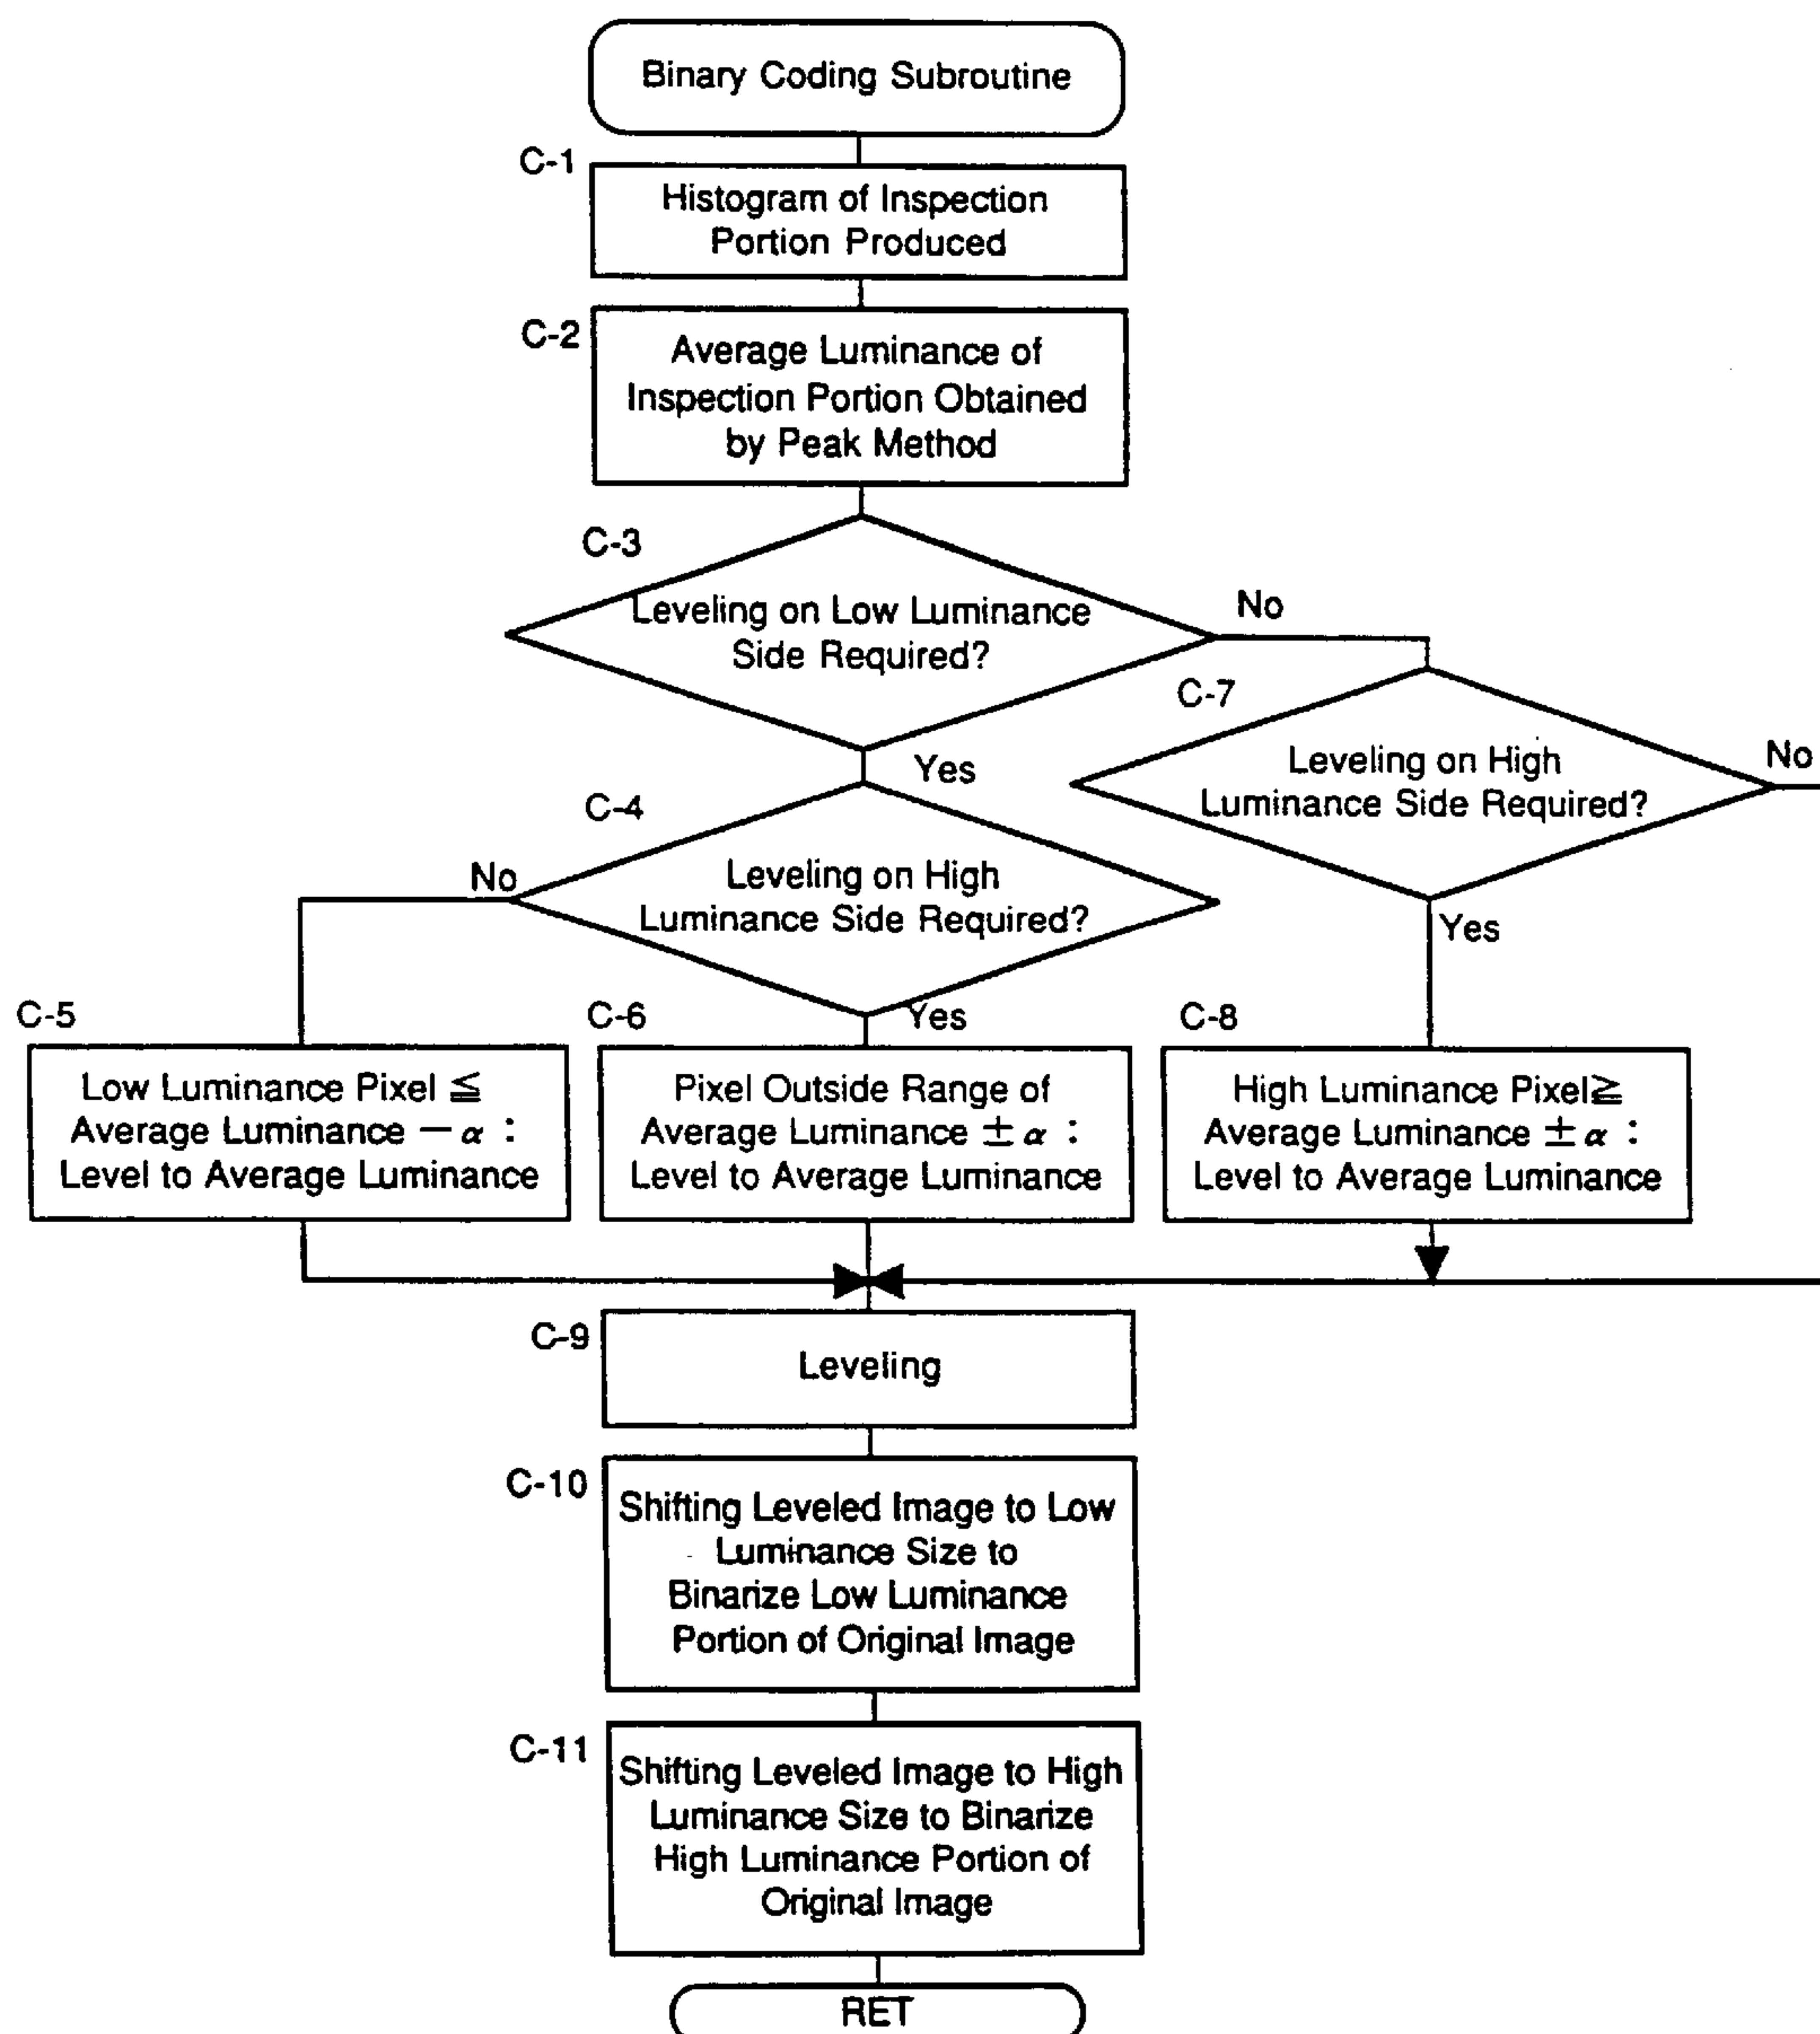 Binary Coding Subroutine
C-1
Histogram of Inspection
Portion Produced
C-2
Average Luminance of
Inspection Portion Obtained
by Peak Method
C-3
Leveling on Low Luminance
Side Required?
No
Yes
C-7
Leveling on High
Luminance Side Required?
No
Yes
C-4
Leveling on High
Luminance Side Required?
No
Yes
C-5
Low Luminance Pixel ≦
Average Luminance − α :
Level to Average Luminance
C-6
Pixel Outside Range of
Average Luminance ± α :
Level to Average Luminance
C-8
High Luminance Pixel≧
Average Luminance ± α :
Level to Average Luminance
C-9
Leveling
C-10
Shifting Leveled Image to Low
Luminance Size to
Binarize Low Luminance
Portion of Original Image
C-11
Shifting Leveled Image to High
Luminance Size to Binarize
High Luminance Portion of
Original Image
RET